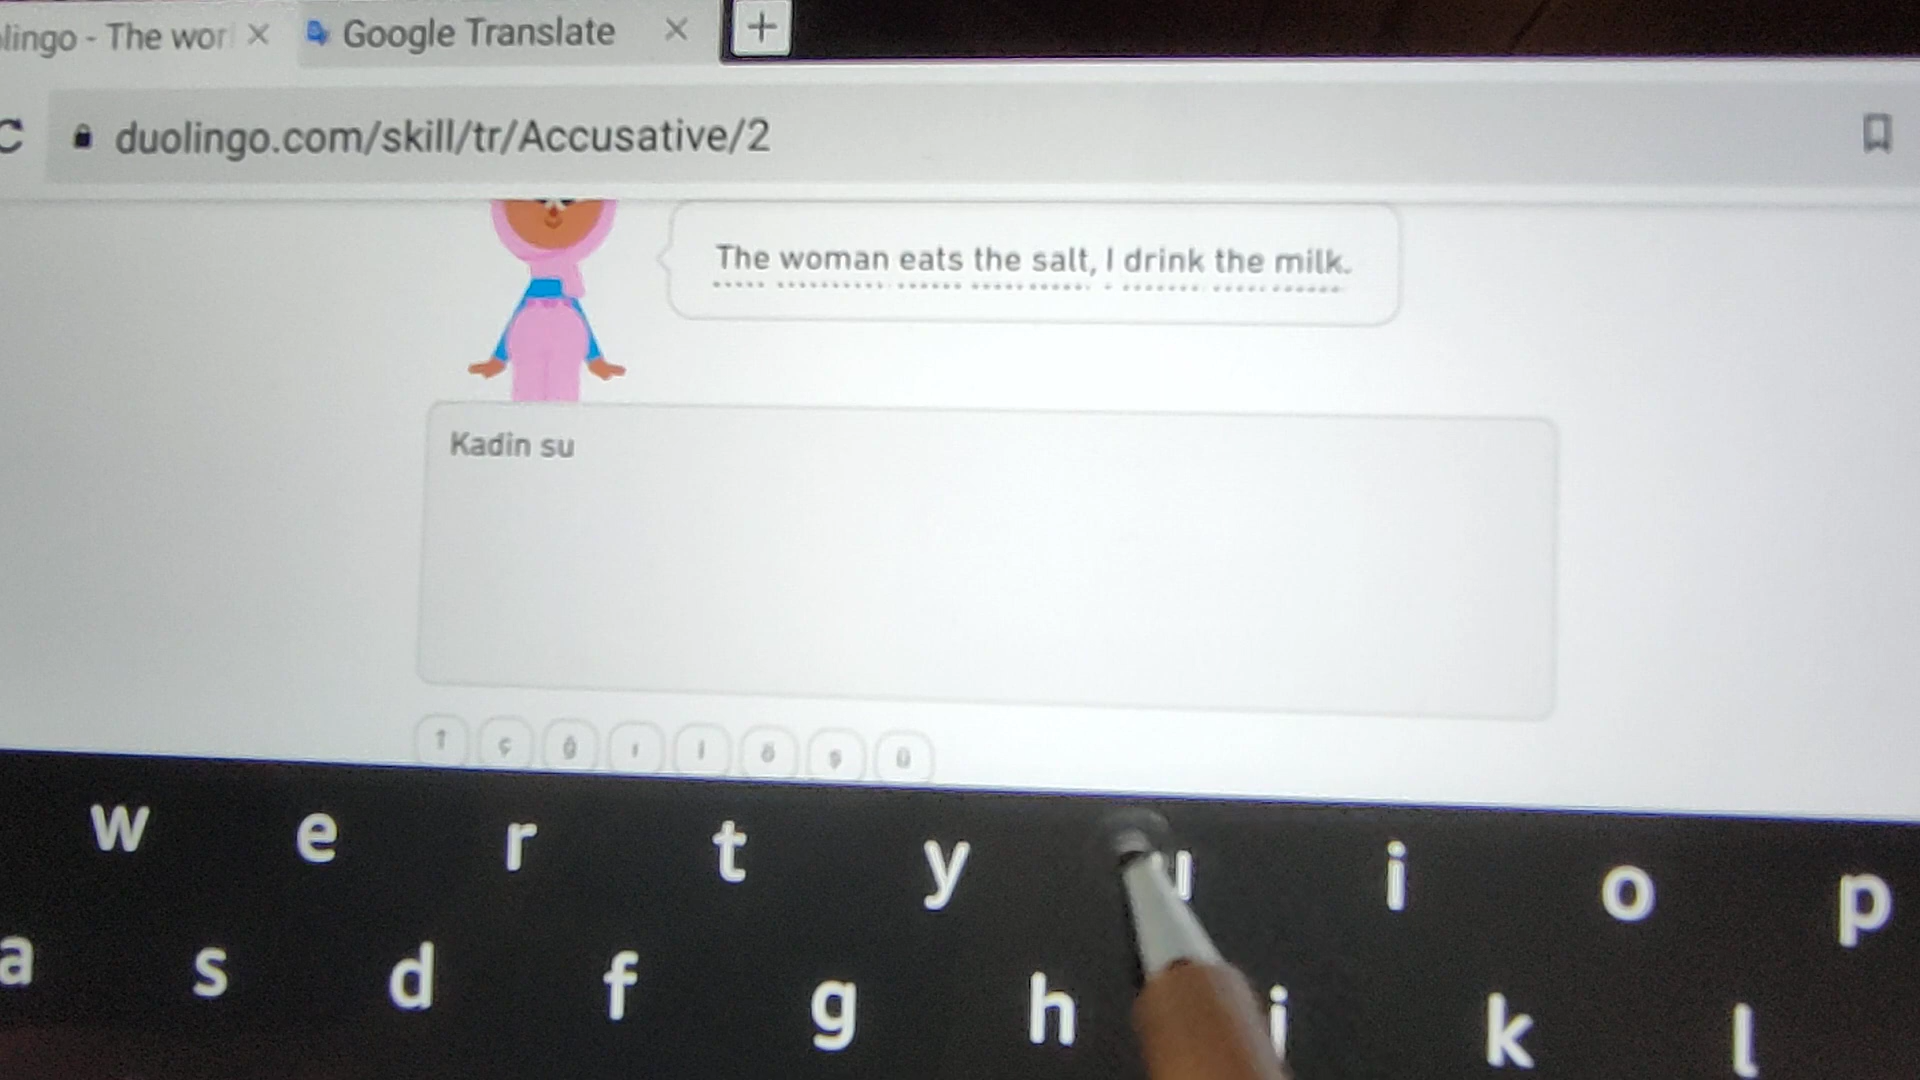 lingo - The wor × Google Translate × +
duolingo.com/skill/tr/Accusative/2
The woman eats the salt, I drink the milk.
Kadin su
↑ ç ğ ı i ö ş ü
w e r t y u i o p
a s d f g h j k l